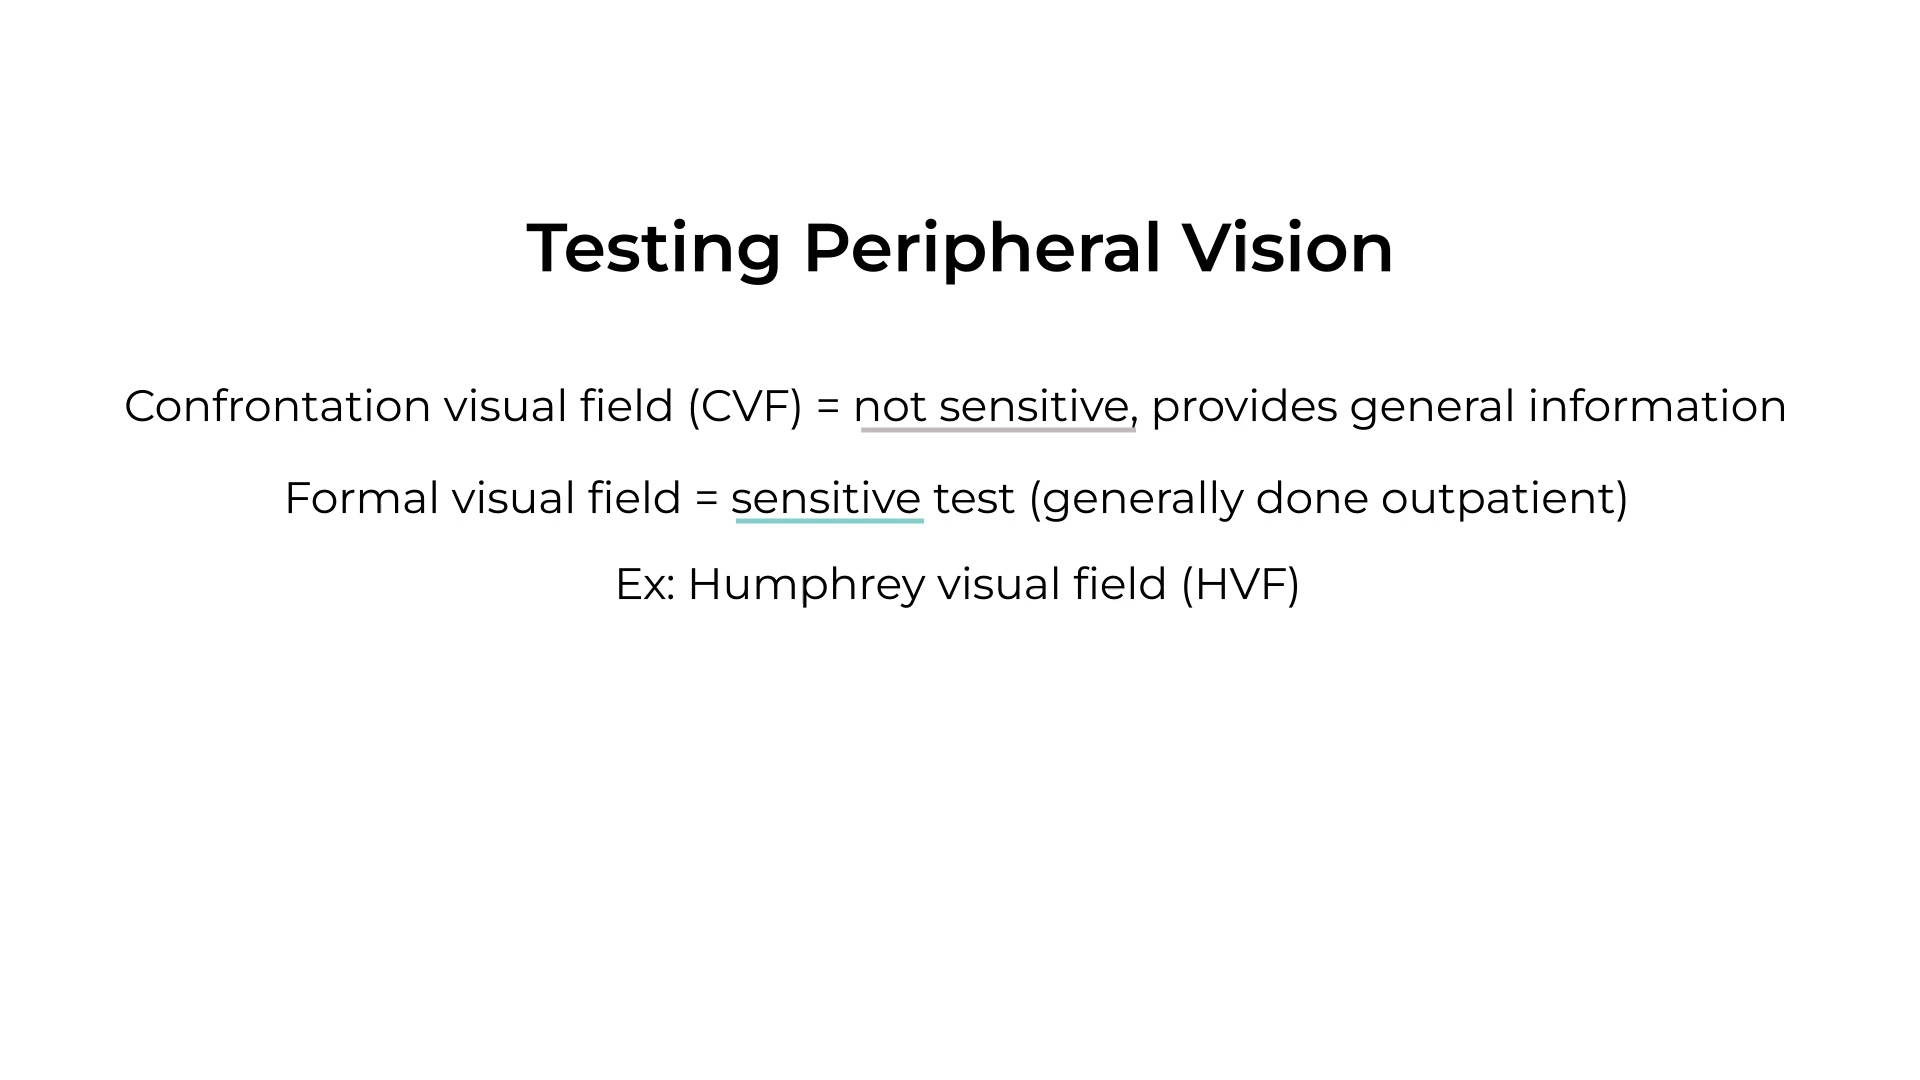 Testing Peripheral Vision
Confrontation visual field (CVF) = not sensitive, provides general information
Formal visual field = sensitive test (generally done outpatient)
Ex: Humphrey visual field (HVF)